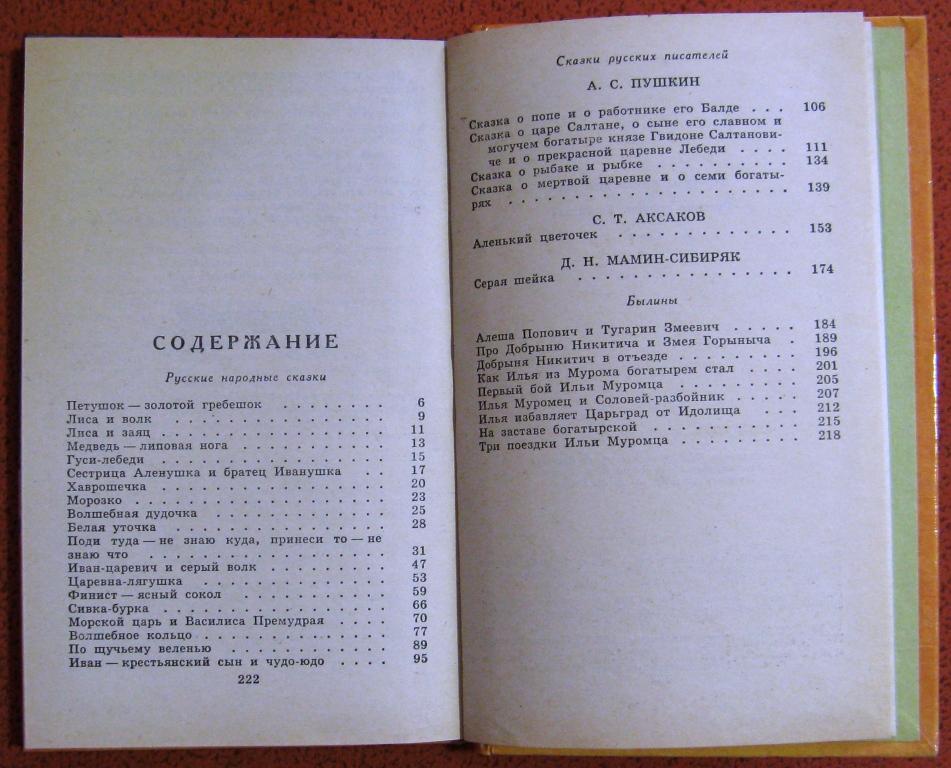 СОДЕРЖАНИЕ
Русские народные сказки
Петушок — золотой гребешок . . . . . . . . 6
Лиса и волк . . . . . . . . . . . . . . 9
Лиса и заяц . . . . . . . . . . . . . . 11
Медведь — липовая нога . . . . . . . . . . 13
Гуси-лебеди . . . . . . . . . . . . . . 15
Сестрица Аленушка и братец Иванушка . . 17
Хаврошечка . . . . . . . . . . . . . . 20
Морозко . . . . . . . . . . . . . . . . 23
Волшебная дудочка . . . . . . . . . . . . 25
Белая уточка . . . . . . . . . . . . . . 28
Поди туда — не знаю куда, принеси то — не
знаю что . . . . . . . . . . . . . . . 31
Иван-царевич и серый волк . . . . . . . . 47
Царевна-лягушка . . . . . . . . . . . . 53
Финист — ясный сокол . . . . . . . . . . 59
Сивка-бурка . . . . . . . . . . . . . . 66
Морской царь и Василиса Премудрая . . . . 70
Волшебное кольцо . . . . . . . . . . . . 77
По щучьему веленью . . . . . . . . . . . 89
Иван — крестьянский сын и чудо-юдо . . . . 95
222
Сказки русских писателей
А. С. ПУШКИН
Сказка о попе и о работнике его Балде . . . 106
Сказка о царе Салтане, о сыне его славном и
могучем богатыре князе Гвидоне Салтанови-
че и о прекрасной царевне Лебеди . . . . 111
Сказка о рыбаке и рыбке . . . . . . . . . 134
Сказка о мертвой царевне и о семи богаты-
рях . . . . . . . . . . . . . . . . . . 139
С. Т. АКСАКОВ
Аленький цветочек . . . . . . . . . . . . 153
Д. Н. МАМИН-СИБИРЯК
Серая шейка . . . . . . . . . . . . . . 174
Былины
Алеша Попович и Тугарин Змеевич . . . . . 184
Про Добрыню Никитича и Змея Горыныча . 189
Добрыня Никитич в отъезде . . . . . . . . 196
Как Илья из Мурома богатырем стал . . . . 201
Первый бой Ильи Муромца . . . . . . . . 205
Илья Муромец и Соловей-разбойник . . . . 207
Илья избавляет Царьград от Идолища . . . 212
На заставе богатырской . . . . . . . . . 215
Три поездки Ильи Муромца . . . . . . . . 218